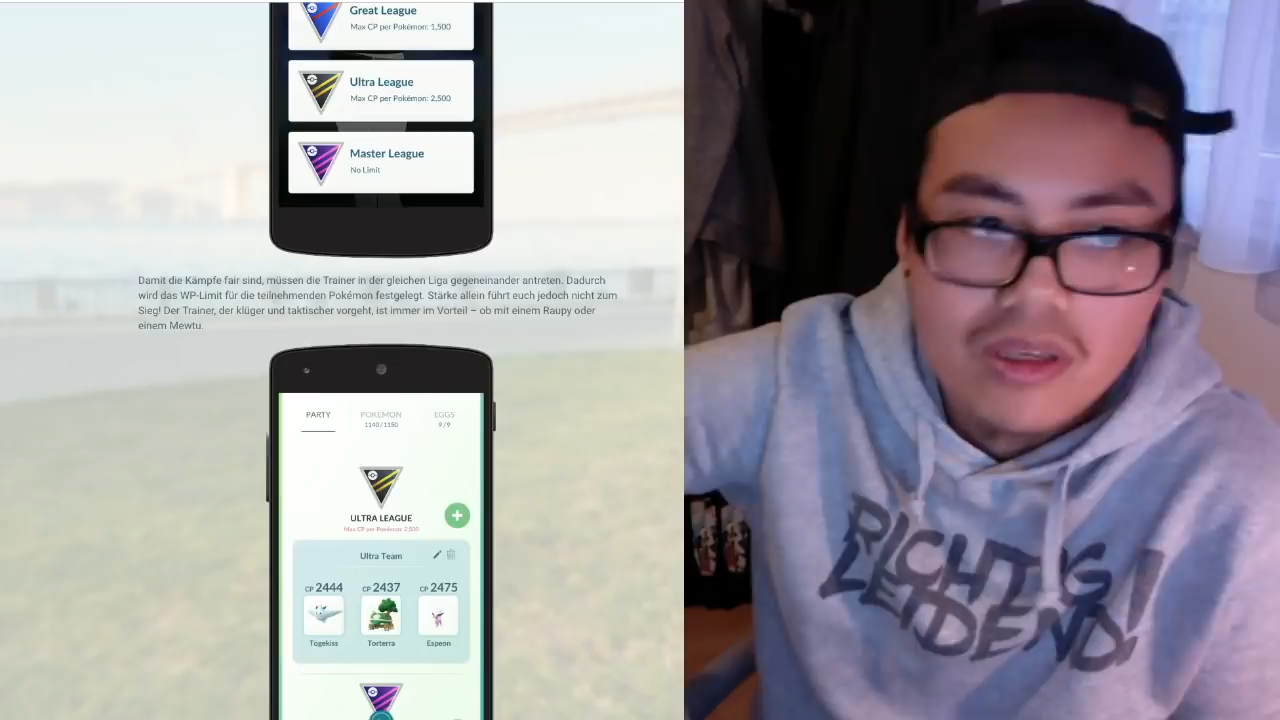 Great League
Max CP per Pokémon: 1,500
Ultra League
Max CP per Pokémon: 2,500
Master League
No Limit
Damit die Kämpfe fair sind, müssen die Trainer in der gleichen Liga gegeneinander antreten. Dadurch
wird das WP-Limit für die teilnehmenden Pokémon festgelegt. Stärke allein führt euch jedoch nicht zum
Sieg! Der Trainer, der klüger und taktischer vorgeht, ist immer im Vorteil – ob mit einem Raupy oder
einem Mewtu.
PARTY POKÉMON EGGS
1140/1150 9/9
ULTRA LEAGUE
Max CP per Pokémon: 2,500
Ultra Team
CP 2444 CP 2437 CP 2475
Togekiss Torterra Espeon
RICHTIG
LEIDEND!